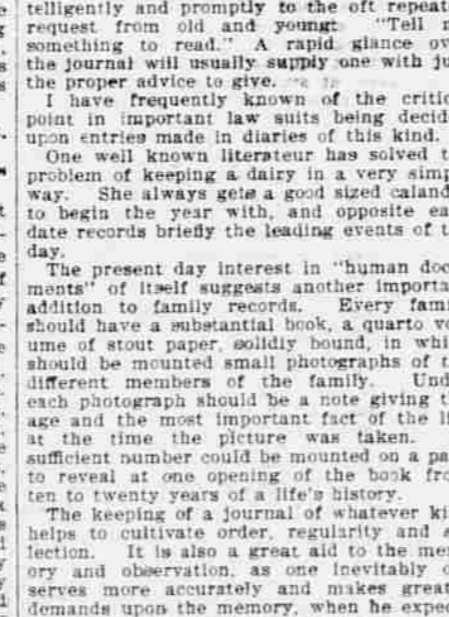 telligently and promptly to the oft repeat
request from old and youngt "Tell m
something to read." A rapid glance ov
the journal will usually supply one with ju
the proper advice to give.
I have frequently known of the critic
point in important law suits being decid
upon entries made in diaries of this kind.
One well known literateur has solved t
problem of keeping a dairy in a very simp
way. She always gets a good sized caland
to begin the year with, and opposite ea
date records briefly the leading events of t
day.
The present day interest in "human doc
ments" of itself suggests another importa
addition to family records. Every fami
should have a substantial book, a quarto vo
ume of stout paper, solidly bound, in whi
should be mounted small photographs of t
different members of the family. Und
each photograph should be a note giving t
age and the most important fact of the li
at the time the picture was taken.
sufficient number could be mounted on a pa
to reveal at one opening of the book fro
ten to twenty years of a life's history.
The keeping of a journal of whatever ki
helps to cultivate order, regularity and
lection. It is also a great aid to the me
ory and observation, as one inevitably o
serves more accurately and makes great
demands upon the memory, when he expec